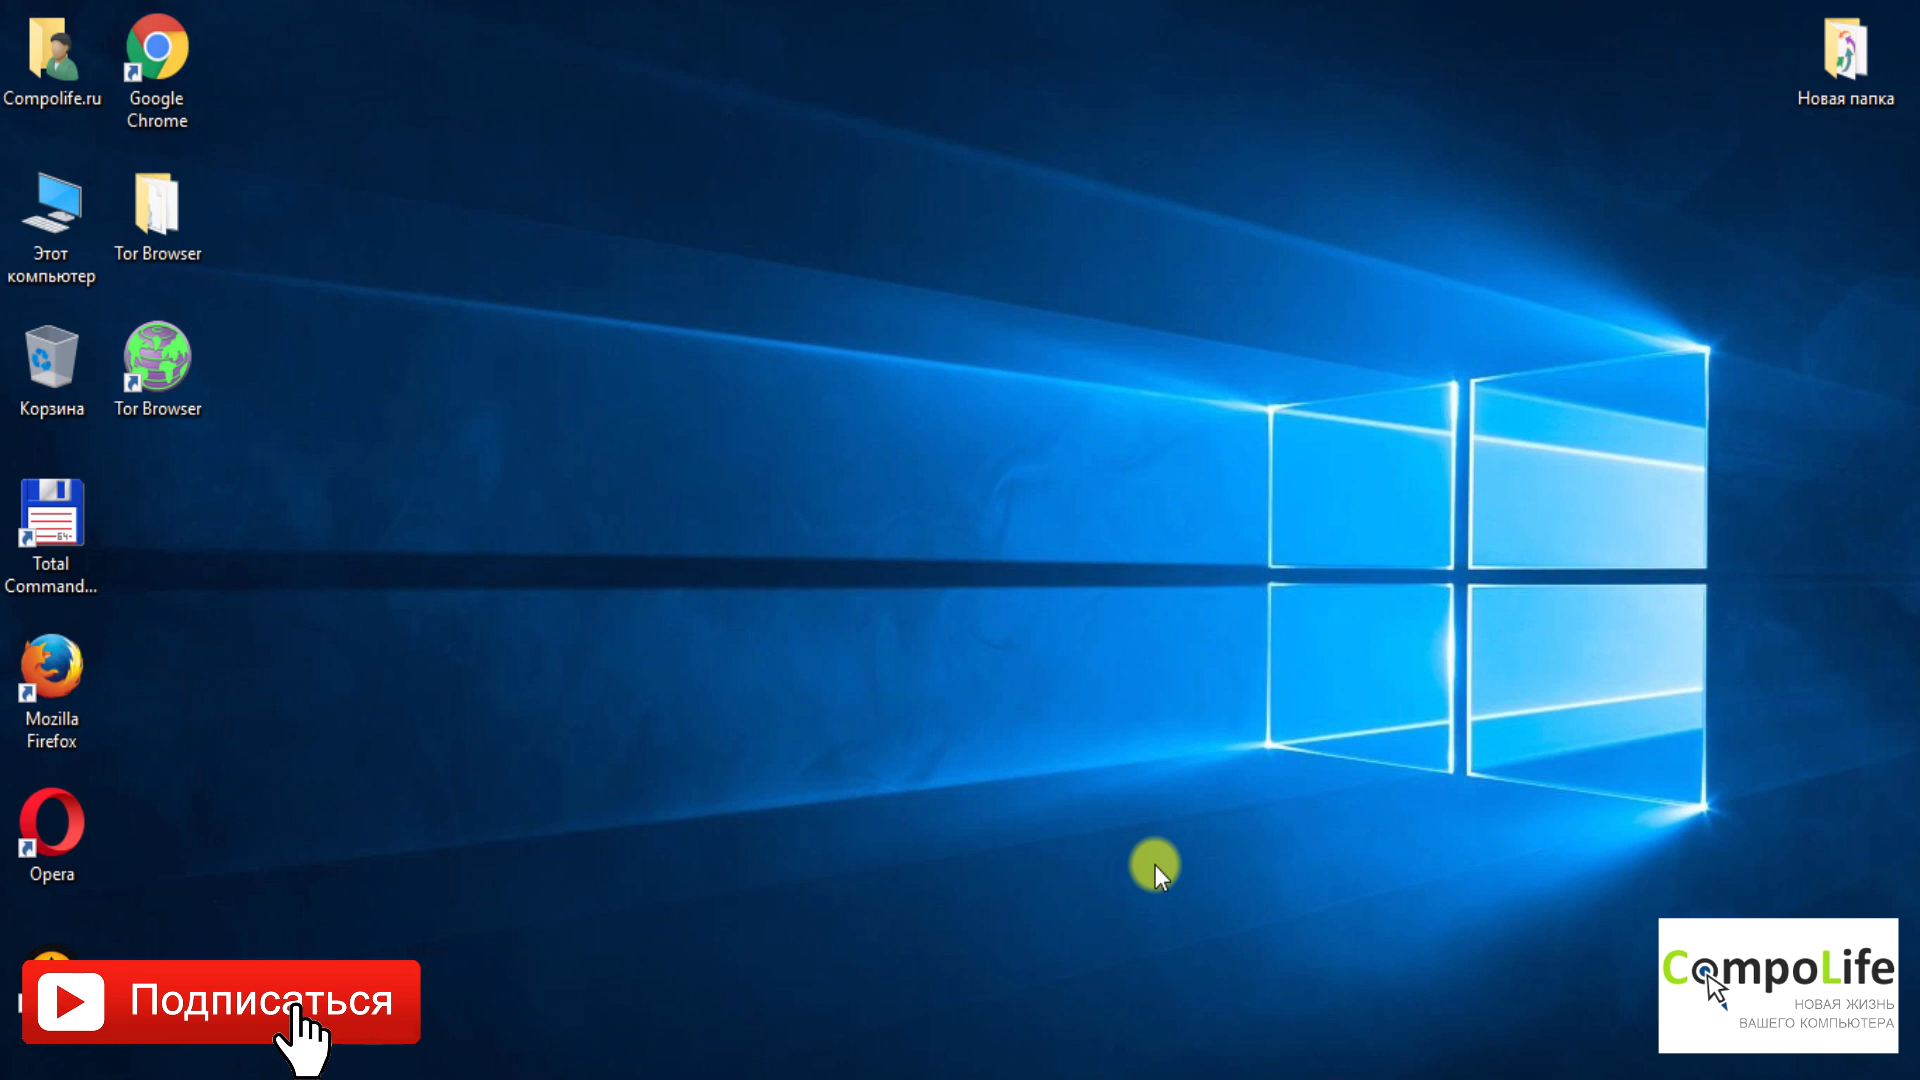 Compolife.ru
Google
Chrome
Новая папка
Этот
компьютер
Tor Browser
Корзина
Tor Browser
Total
Command...
64-
Mozilla
Firefox
Opera
Подписаться
CompoLife
НОВАЯ ЖИЗНЬ
ВАШЕГО КОМПЬЮТЕРА